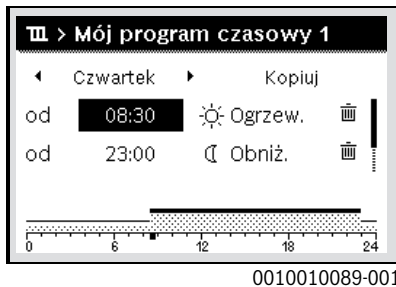 > Mój program czasowy 1
Czwartek Kopiuj
od 08:30 Ogrzew.
od 23:00 Obniż.
0 6 12 18 24
0010010089-001